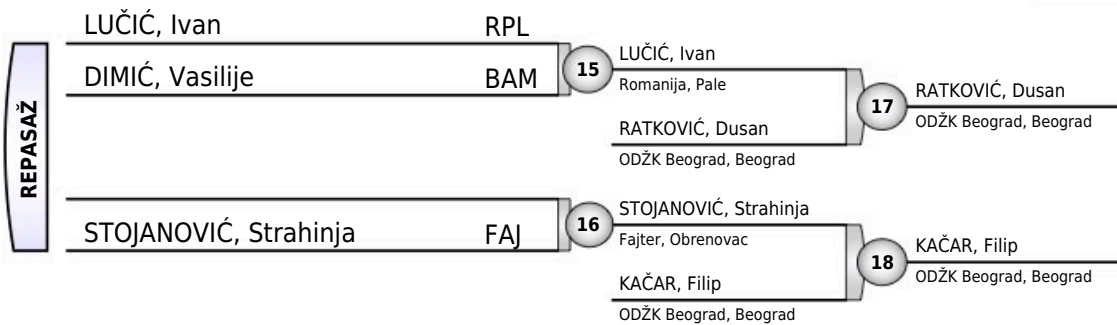 REPASAŽ
LUČIĆ, Ivan RPL
DIMIĆ, Vasilije BAM
15
LUČIĆ, Ivan
Romanija, Pale
RATKOVIĆ, Dusan
ODŽK Beograd, Beograd
17
RATKOVIĆ, Dusan
ODŽK Beograd, Beograd
STOJANOVIĆ, Strahinja FAJ
16
STOJANOVIĆ, Strahinja
Fajter, Obrenovac
KAČAR, Filip
ODŽK Beograd, Beograd
18
KAČAR, Filip
ODŽK Beograd, Beograd